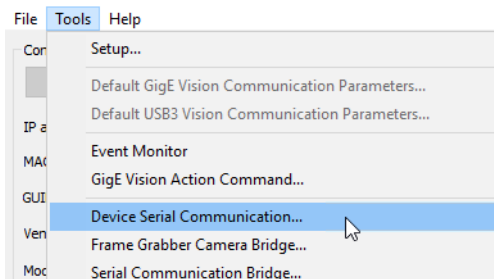 File Tools Help
Con
Setup...
Default GigE Vision Communication Parameters...
Default USB3 Vision Communication Parameters...
IP a
Event Monitor
MAC
GigE Vision Action Command...
GUI
Device Serial Communication...
Ven
Frame Grabber Camera Bridge...
Mod
Serial Communication Bridge...